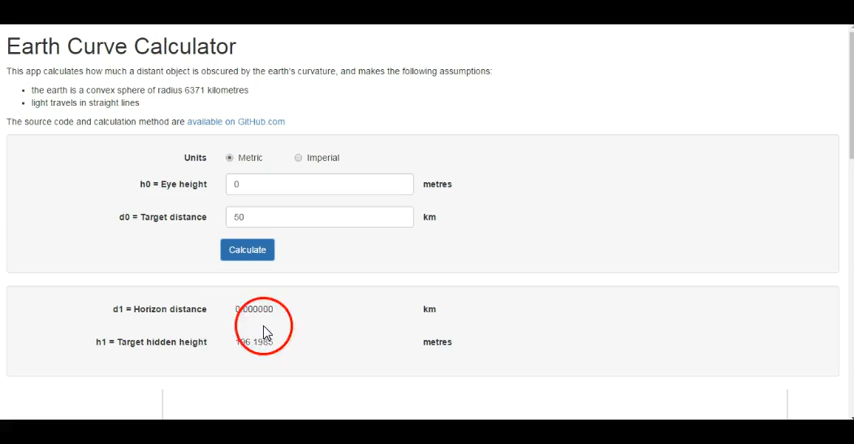 Earth Curve Calculator
This app calculates how much a distant object is obscured by the earth's curvature, and makes the following assumptions:
the earth is a convex sphere of radius 6371 kilometres
light travels in straight lines
The source code and calculation method are available on GitHub.com
Units Metric Imperial
h0 = Eye height 0 metres
d0 = Target distance 50 km
Calculate
d1 = Horizon distance 0.000000 km
h1 = Target hidden height metres